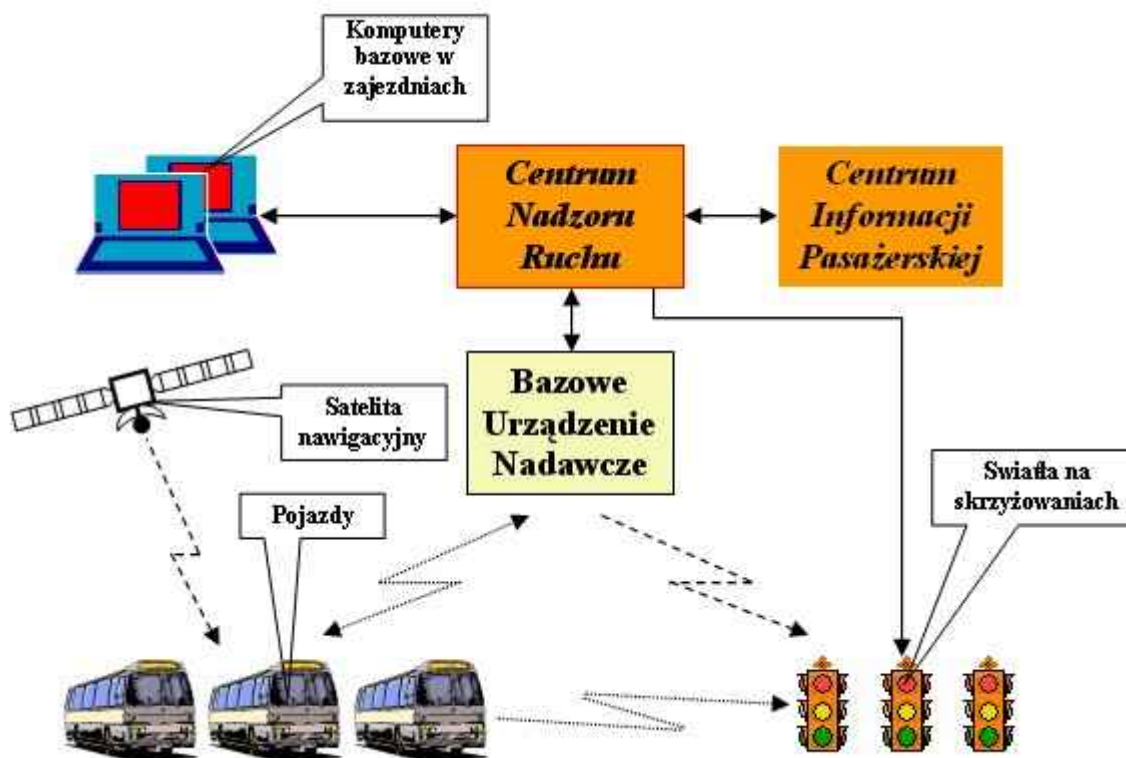 Komputery
bazowe w
zajezdniach
Centrum
Nadzoru
Ruchu
Centrum
Informacji
Pasażerskiej
Satelita
nawigacyjny
Bazowe
Urządzenie
Nadawcze
Pojazdy
Swiatła na
skrzyżowaniach